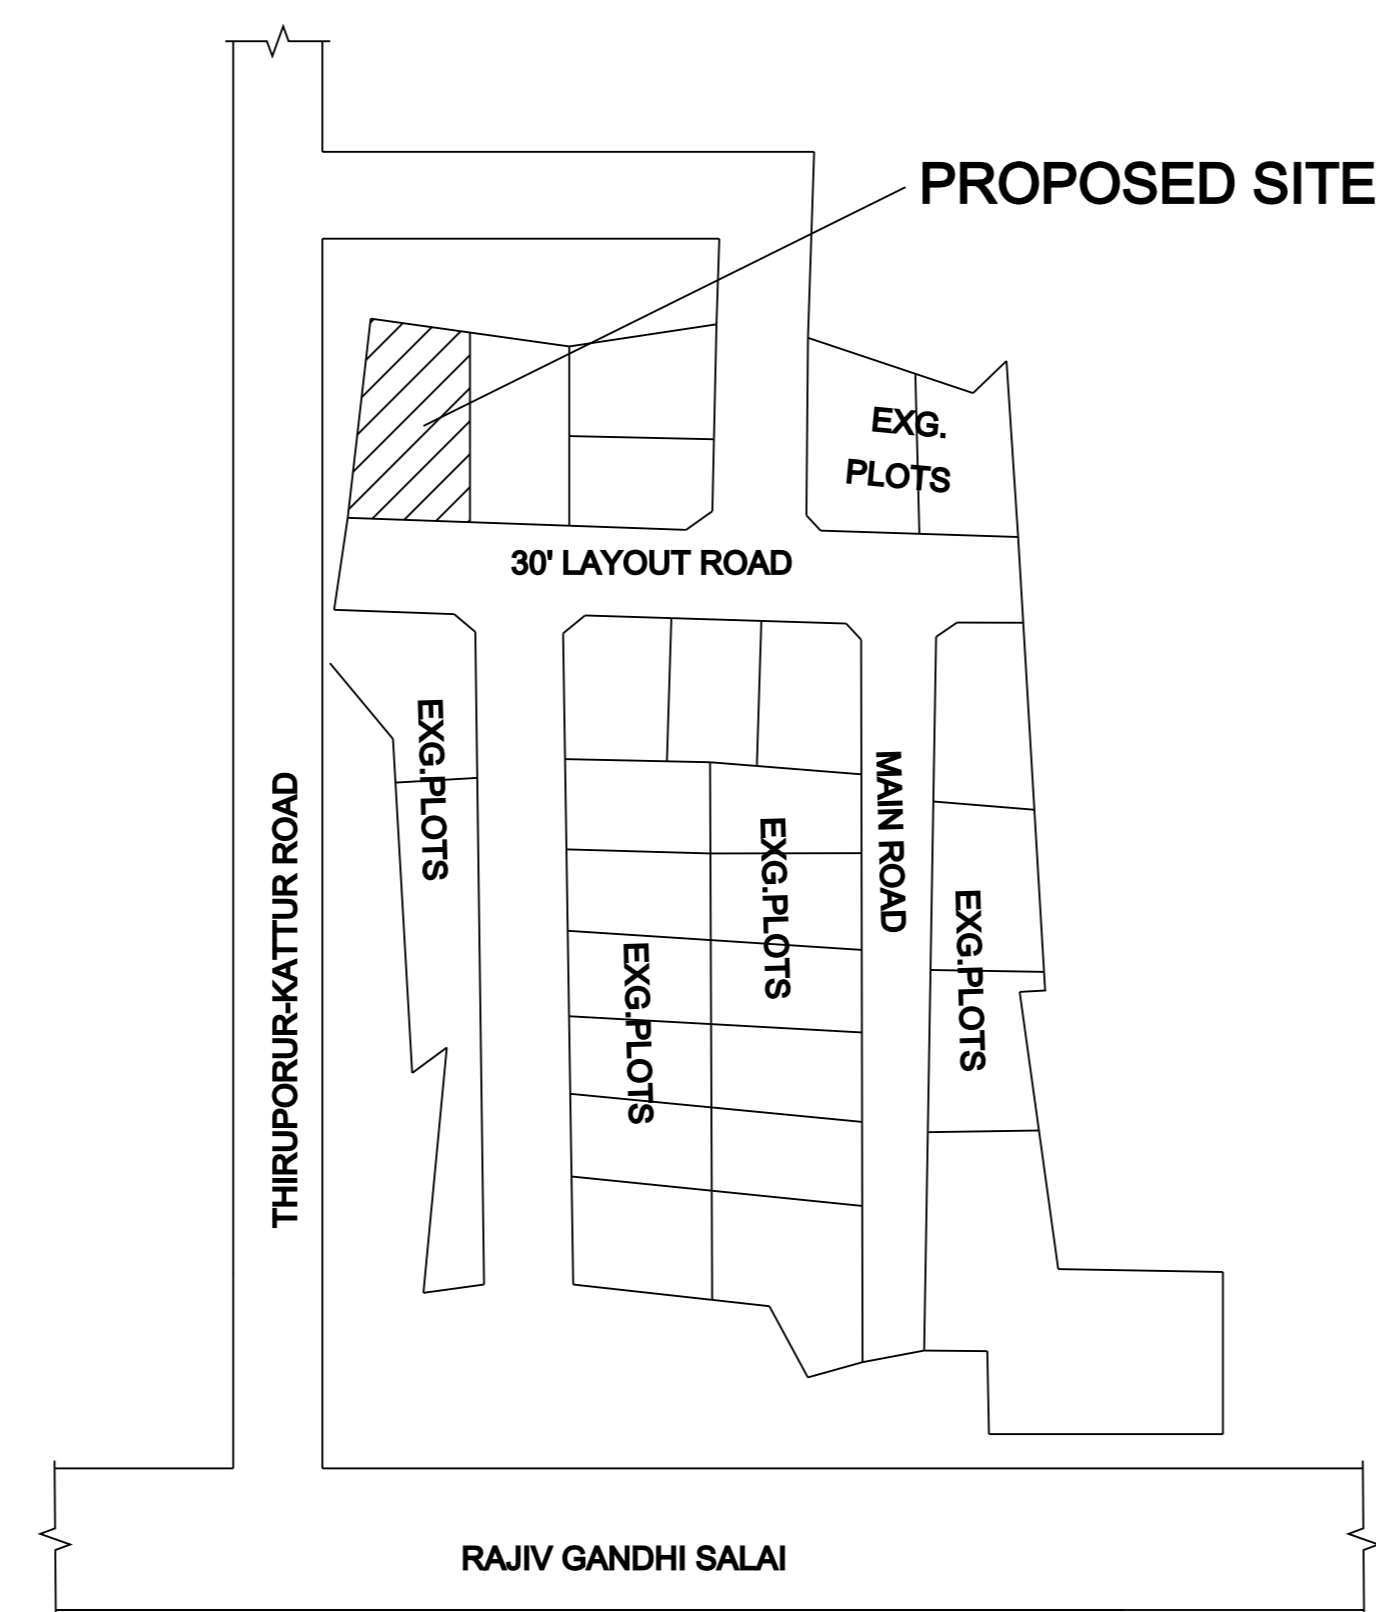 PROPOSED SITE
EXG.
PLOTS
30' LAYOUT ROAD
EXG.PLOTS
MAIN ROAD
THIRUPORUR-KATTUR ROAD
EXG.PLOTS
EXG.PLOTS
EXG.PLOTS
RAJIV GANDHI SALAI